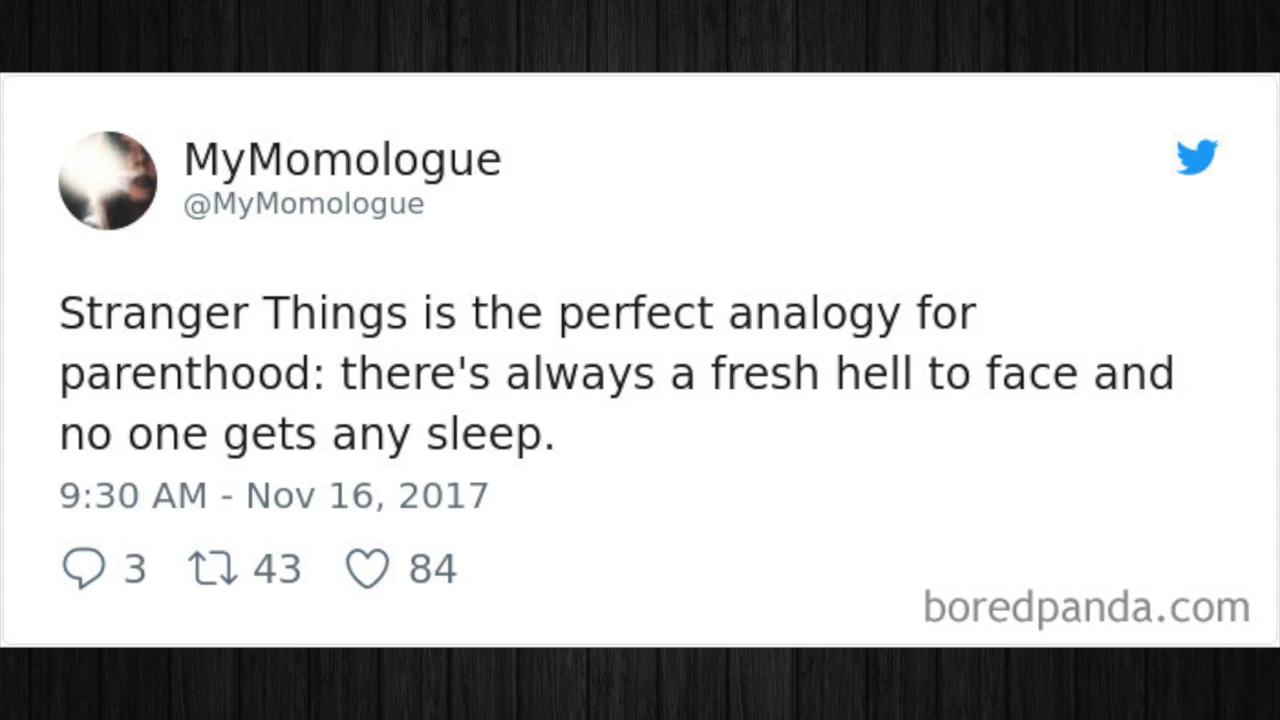 MyMomologue
@MyMomologue
Stranger Things is the perfect analogy for
parenthood: there's always a fresh hell to face and
no one gets any sleep.
9:30 AM - Nov 16, 2017
3 43 84
boredpanda.com